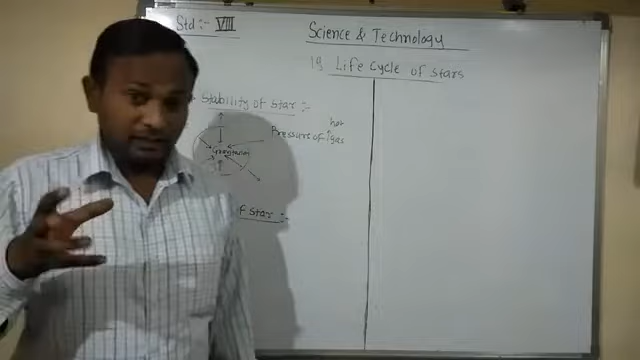 Std :- VIII
Science & Technology
19 Life Cycle of stars
Stability of star :-
hot
Pressure of ↑ gas
Gravitation
of star :-